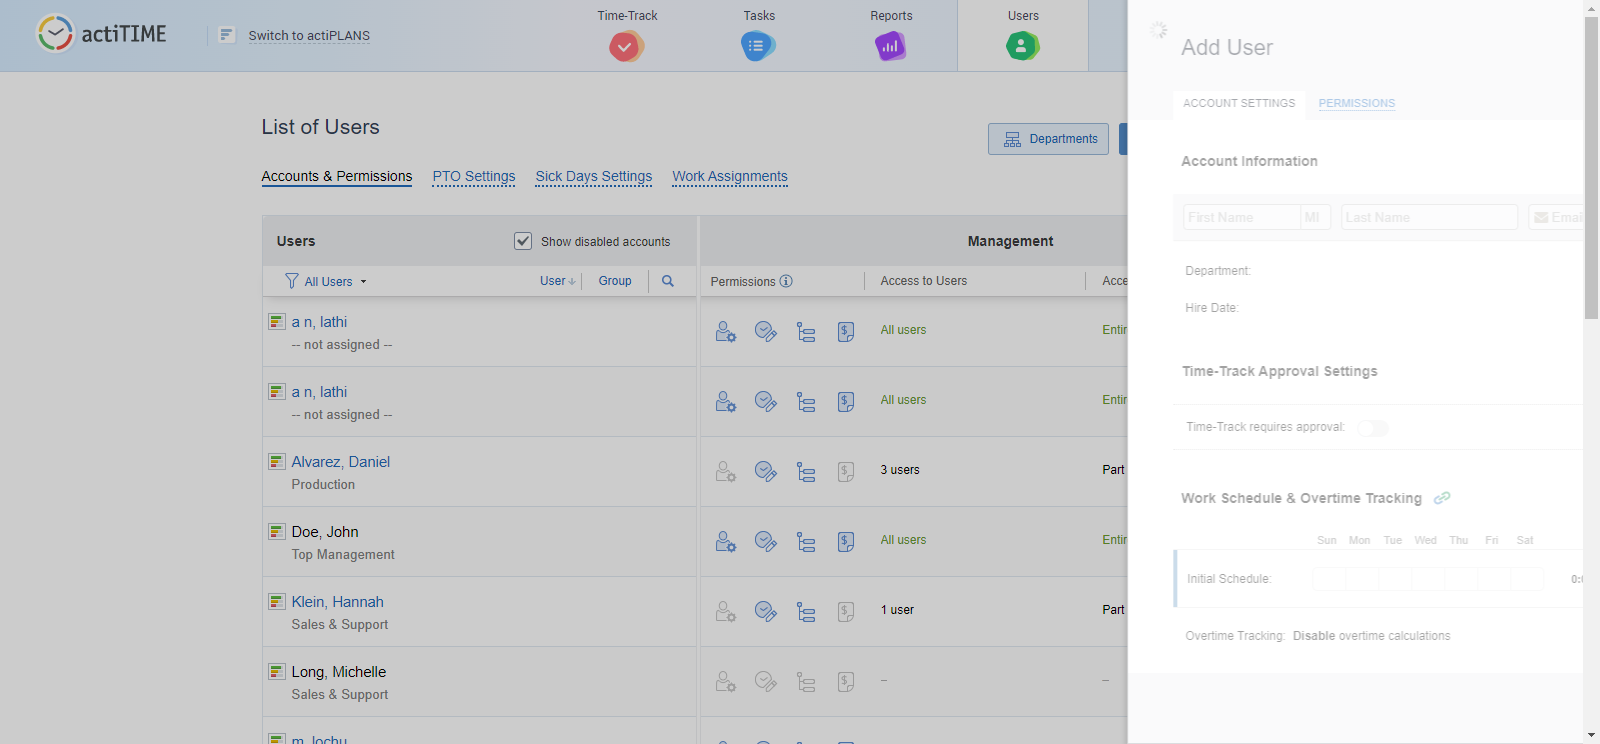 actiTIME
Switch to actiPLANS
Time-Track
Tasks
Reports
Users
List of Users
Departments
Accounts & Permissions
PTO Settings
Sick Days Settings
Work Assignments
Users
Show disabled accounts
Management
All Users
User
Group
Permissions
Access to Users
Acce
a n, lathi
-- not assigned --
All users
Entir
a n, lathi
-- not assigned --
All users
Entir
Alvarez, Daniel
Production
3 users
Part
Doe, John
Top Management
All users
Entir
Klein, Hannah
Sales & Support
1 user
Part
Long, Michelle
Sales & Support
–
–
Add User
ACCOUNT SETTINGS
PERMISSIONS
Account Information
First Name
MI
Last Name
Email
Department:
Hire Date:
Time-Track Approval Settings
Time-Track requires approval:
Work Schedule & Overtime Tracking
Sun Mon Tue Wed Thu Fri Sat
Initial Schedule:
Overtime Tracking: Disable overtime calculations